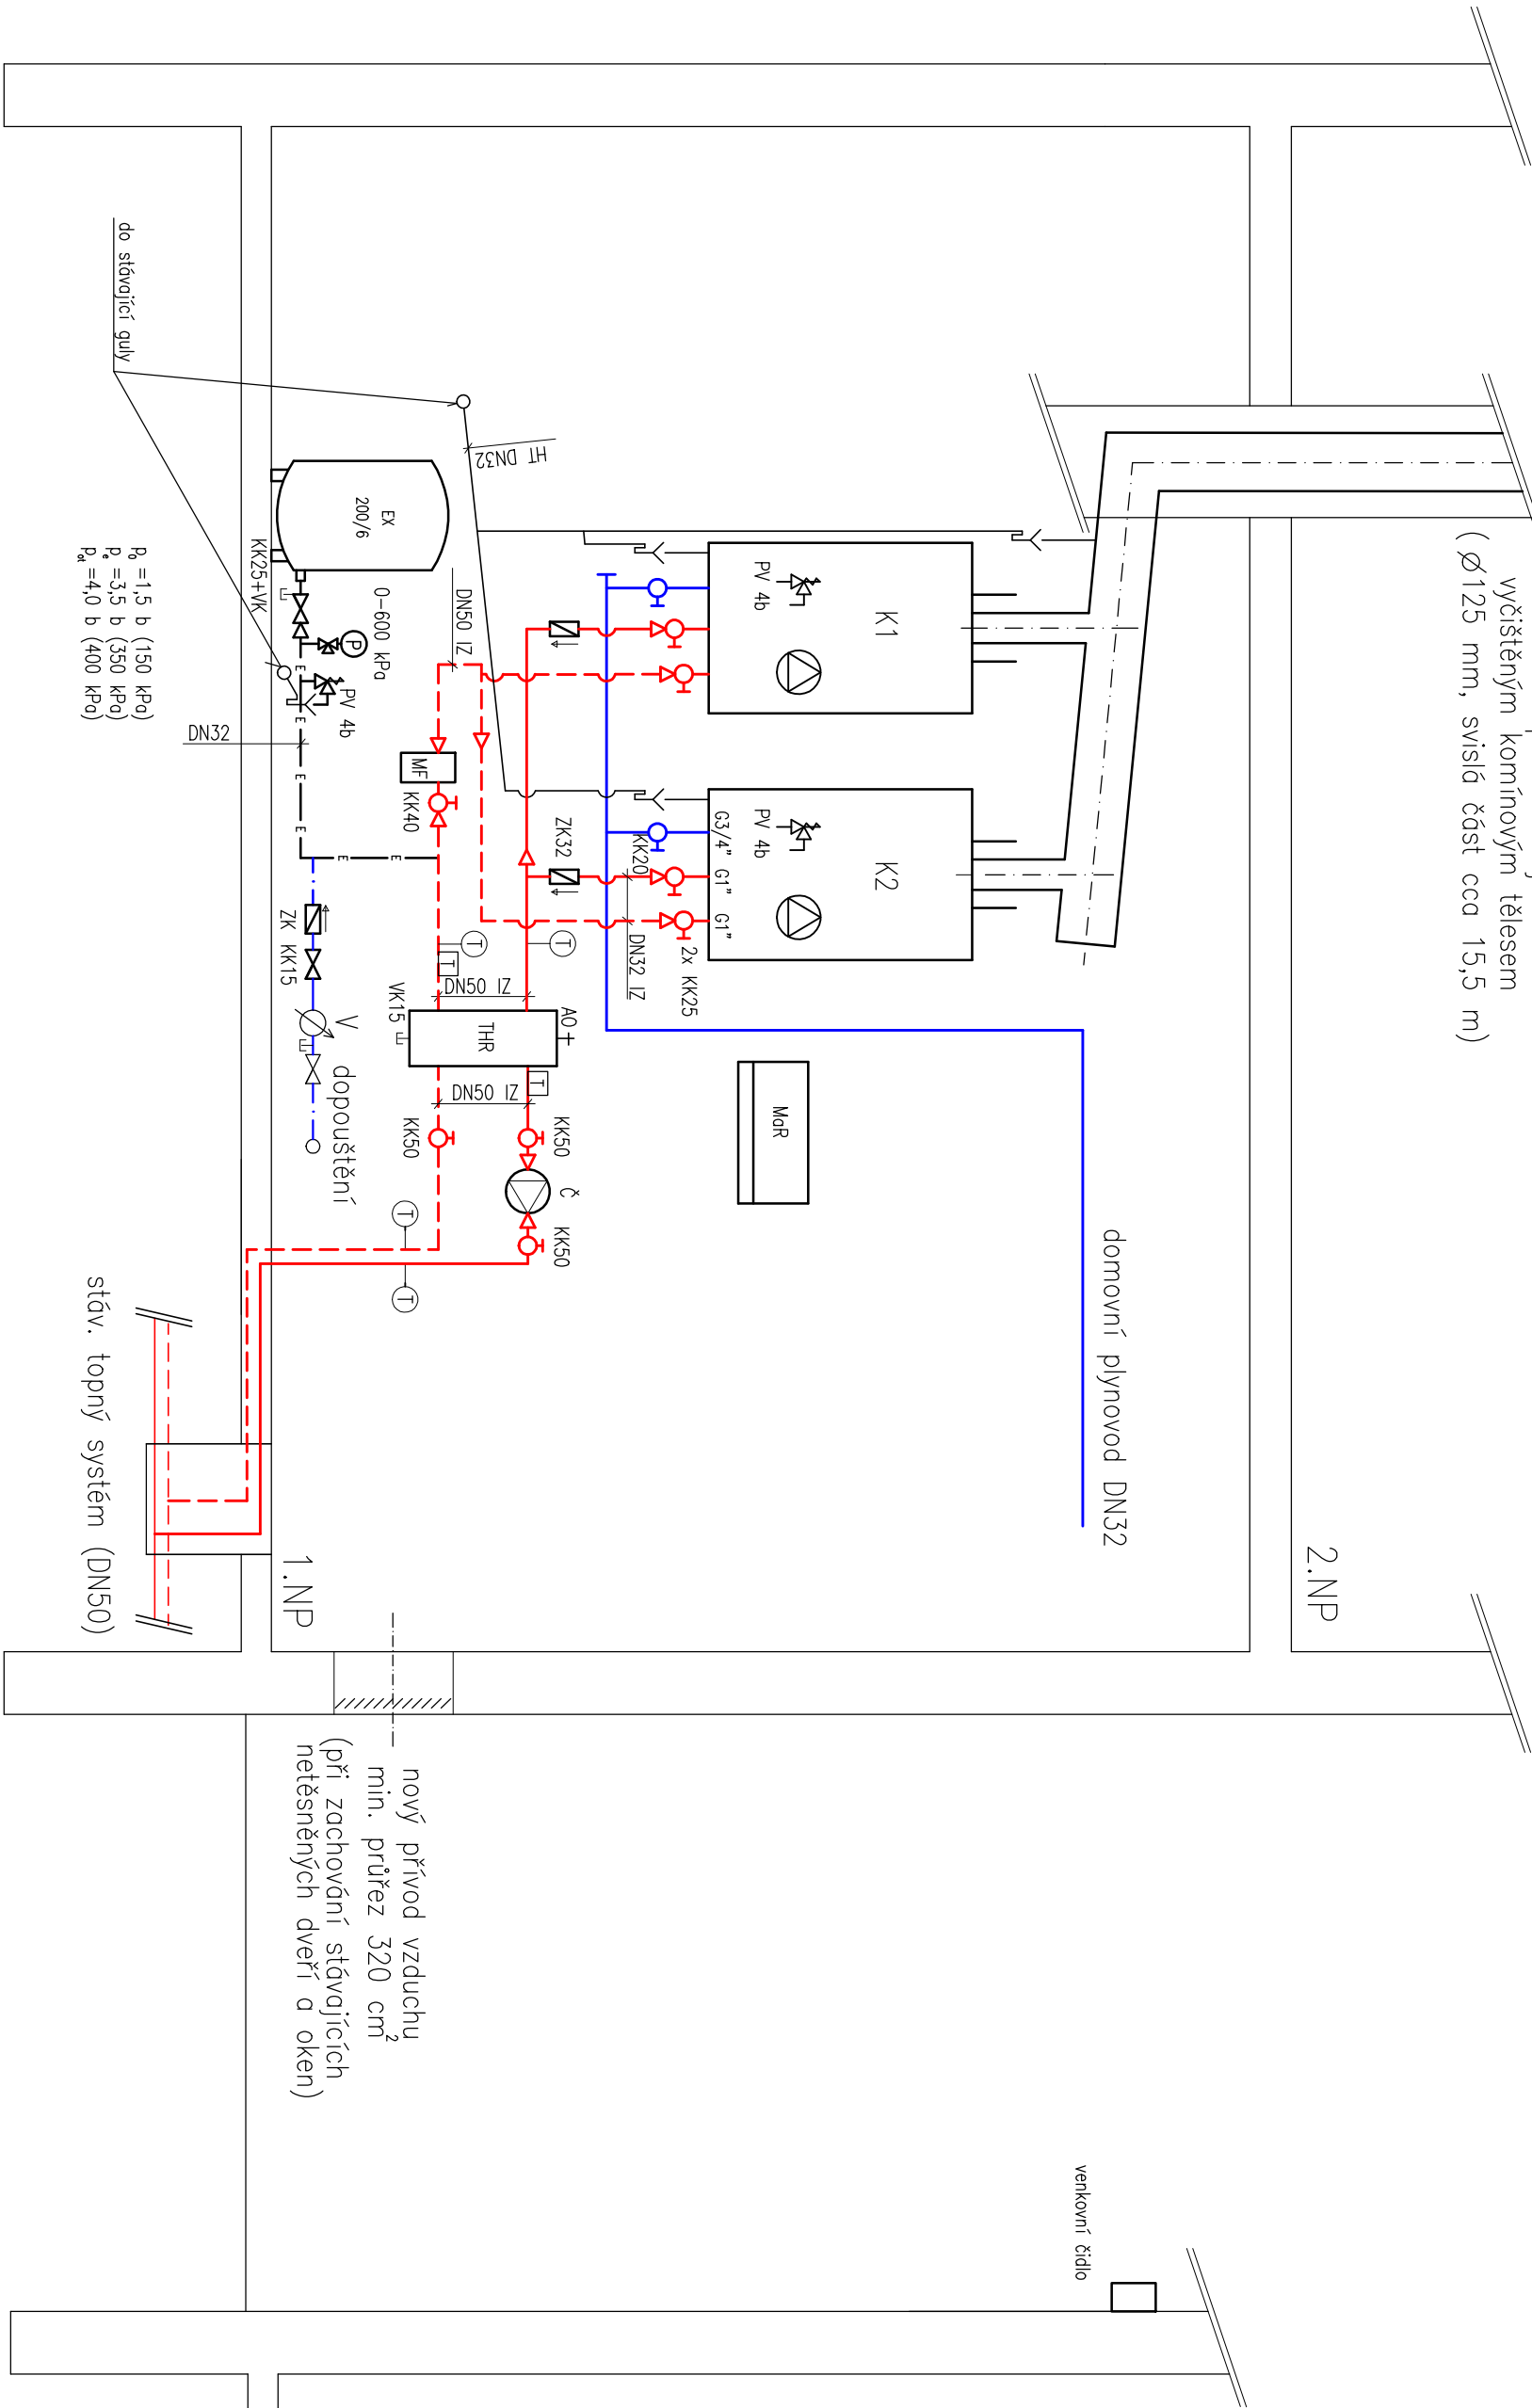 vyčištěným komínovým tělesem
(Ø125 mm, svislá část cca 15,5 m)
2.NP
domovní plynovod DN32
venkovní čidlo
K1
PV 4b
K2
PV 4b
G3/4" G1" G1"
MaR
HT DN32
KK20
2x KK25
DN32 IZ
ZK32
DN50 IZ
AO
THR
VK15
DN50 IZ
T
T
T
T
DN50 IZ
KK50
Č
KK50
KK50
T
T
MF
KK40
EX
200/6
0-600 kPa
P
PV 4b
KK25+VK
E
E
E
E
E
E
DN32
ZK KK15
V
dopouštění
do stávající guly
p₀ =1,5 b (150 kPa)
pₑ =3,5 b (350 kPa)
=4,0 b (400 kPa)
1.NP
stáv. topný systém (DN50)
nový přívod vzduchu
min. průřez 320 cm²
(při zachování stávajících
netěsněných dveří a oken)